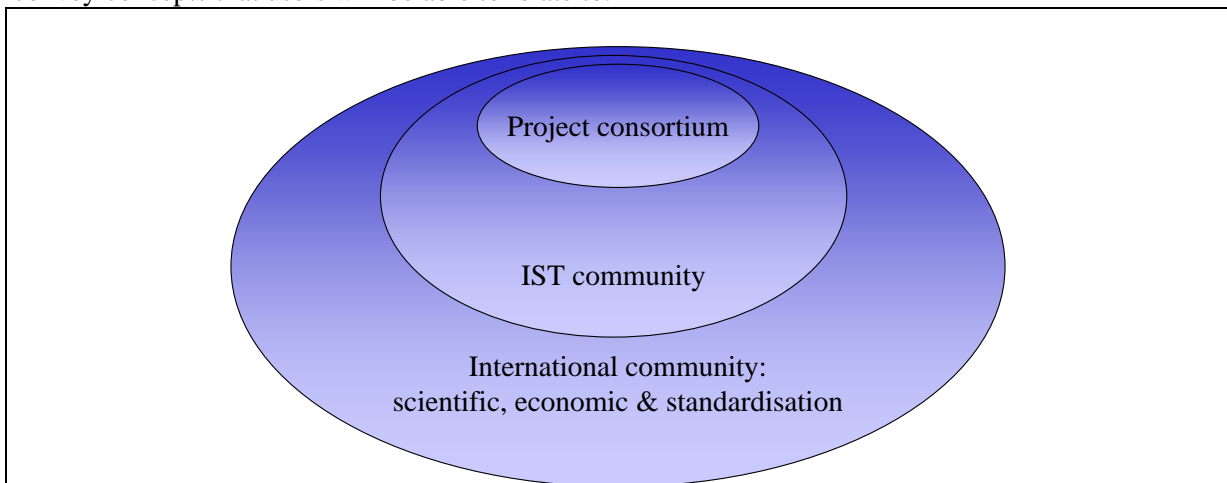 Project consortium
IST community
International community:
scientific, economic & standardisation